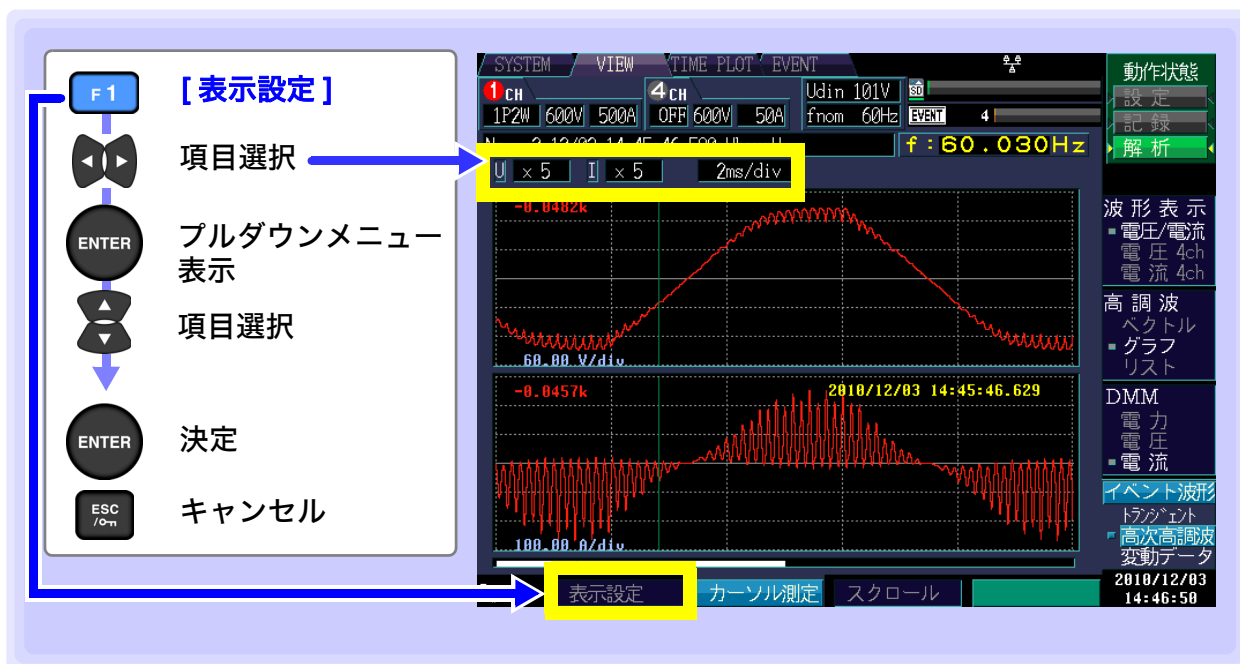 F1
[ 表示設定 ]
項目選択
ENTER
プルダウンメニュー
表示
項目選択
ENTER
決定
ESC
キャンセル
SYSTEM VIEW TIME PLOT EVENT
1 CH 4 CH Udin 101V SD
1P2W 600V 500A OFF 600V 50A fnom 60Hz EVENT 4
f:60.030Hz
U ×5 I ×5 2ms/div
-0.0482k
60.00 V/div
-0.0457k 2010/12/03 14:45:46.629
100.00 A/div
表示設定 カーソル測定 スクロール
動作状態
設定
記録
解析
波形表示
電圧/電流
電圧 4ch
電流 4ch
高調波
ベクトル
グラフ
リスト
DMM
電力
電圧
電流
イベント波形
トランジェント
高次高調波
変動データ
2010/12/03
14:46:50